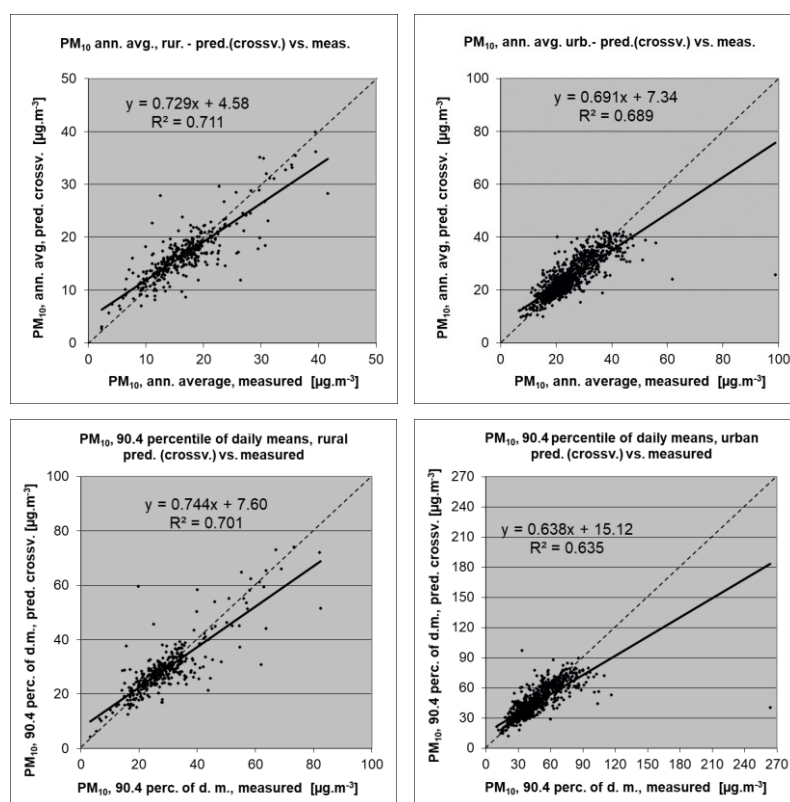 PM₁₀ ann. avg., rur. - pred.(crossv.) vs. meas.
PM₁₀, ann. avg, pred. crossv. [µg.m-³]
50
40
30
20
10
0
y = 0.729x + 4.58
R² = 0.711
0 10 20 30 40 50
PM₁₀, ann. average, measured [µg.m-³]
PM₁₀, ann. avg. urb.- pred.(crossv.) vs. meas.
PM₁₀, ann. avg, pred. crossv. [µg.m-³]
100
80
60
40
20
0
y = 0.691x + 7.34
R² = 0.689
0 20 40 60 80 100
PM₁₀, ann. average, measured [µg.m-³]
PM₁₀, 90.4 percentile of daily means, rural
pred. (crossv.) vs. measured
PM₁₀, 90.4 perc. of d.m., pred. crossv. [µg.m-³]
100
80
60
40
20
0
y = 0.744x + 7.60
R² = 0.701
0 20 40 60 80 100
PM₁₀, 90.4 perc. of d. m., measured [µg.m-³]
PM₁₀, 90.4 percentile of daily means, urban
pred. (crossv.) vs. measured
PM₁₀, 90.4 perc. of d.m., pred. crossv. [µg.m-³]
270
240
210
180
150
120
90
60
30
0
y = 0.638x + 15.12
R² = 0.635
0 30 60 90 120 150 180 210 240 270
PM₁₀, 90.4 perc. of d. m., measured [µg.m-³]